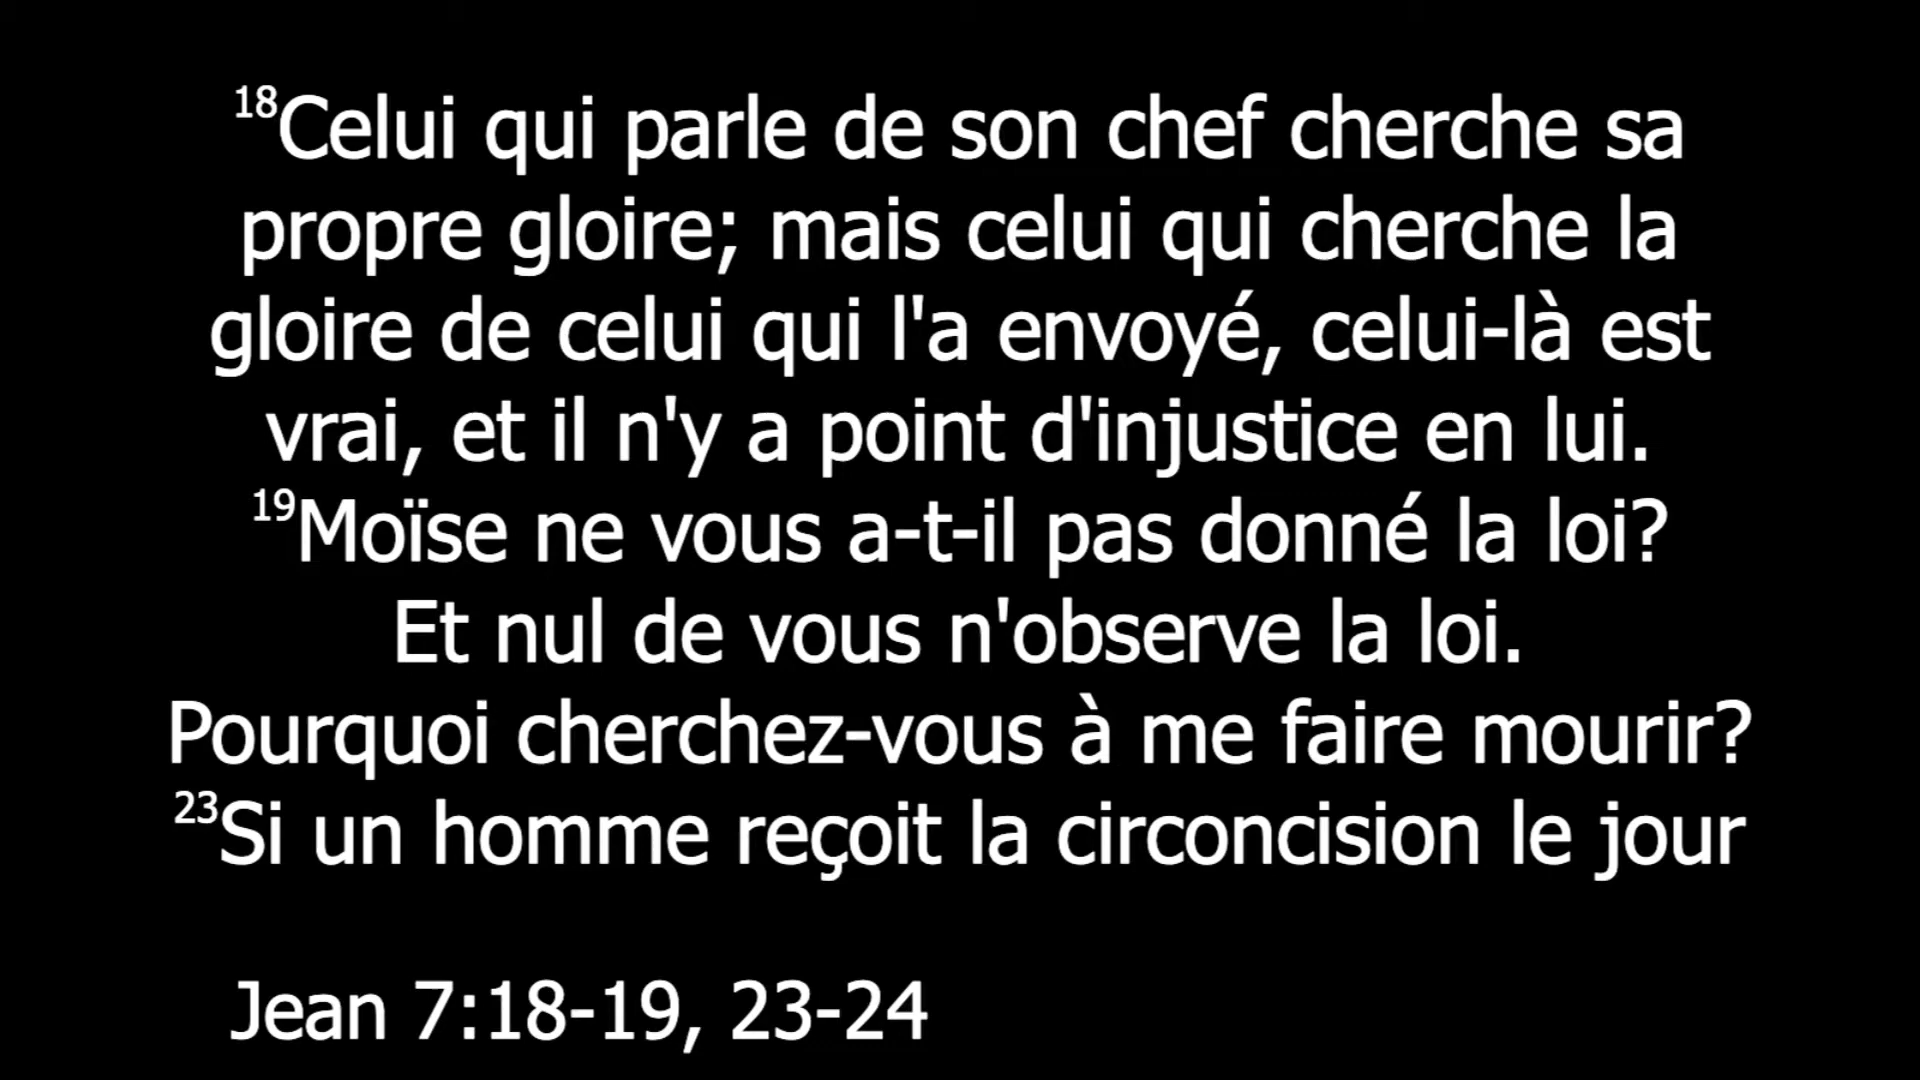 18Celui qui parle de son chef cherche sa
propre gloire; mais celui qui cherche la
gloire de celui qui l'a envoyé, celui-là est
vrai, et il n'y a point d'injustice en lui.
19Moïse ne vous a-t-il pas donné la loi?
Et nul de vous n'observe la loi.
Pourquoi cherchez-vous à me faire mourir?
23Si un homme reçoit la circoncision le jour
Jean 7:18-19, 23-24